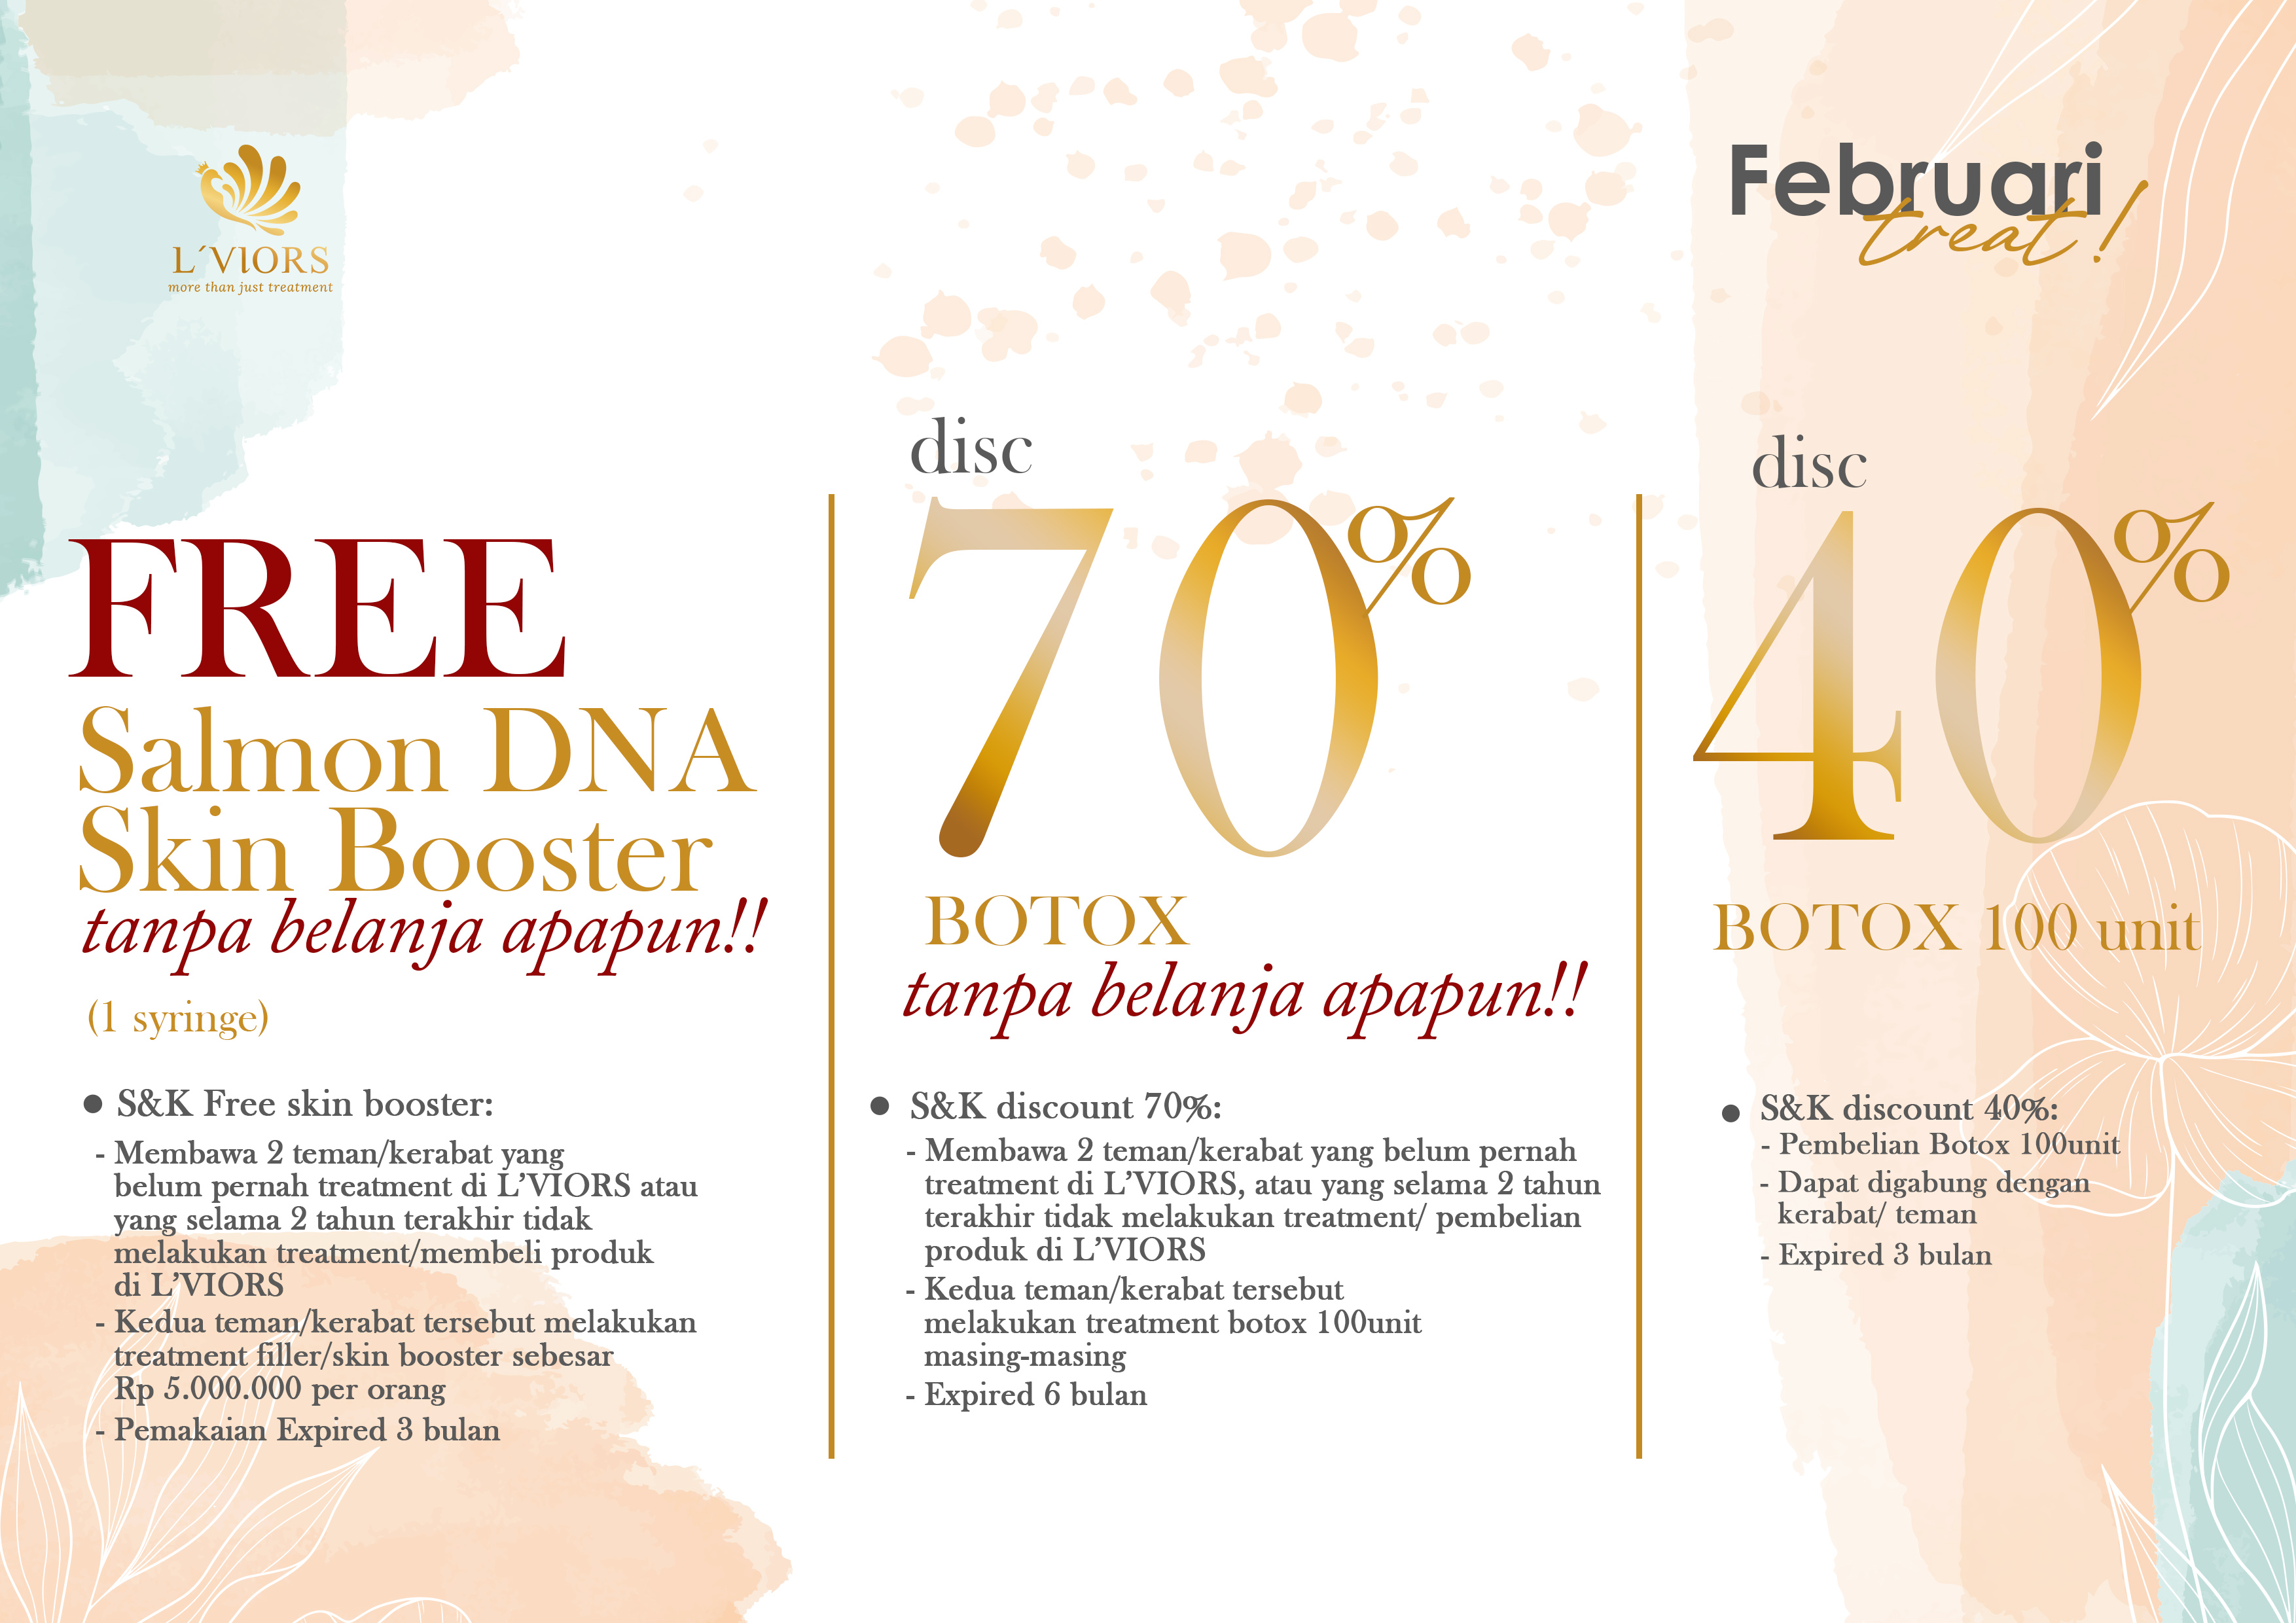 L´VIORS
more than just treatment
Februari
treat!
FREE
Salmon DNA
Skin Booster
tanpa belanja apapun!!
(1 syringe)
● S&K Free skin booster:
- Membawa 2 teman/kerabat yang
belum pernah treatment di L’VIORS atau
yang selama 2 tahun terakhir tidak
melakukan treatment/membeli produk
di L’VIORS
- Kedua teman/kerabat tersebut melakukan
treatment filler/skin booster sebesar
Rp 5.000.000 per orang
- Pemakaian Expired 3 bulan
disc
70%
BOTOX
tanpa belanja apapun!!
● S&K discount 70%:
- Membawa 2 teman/kerabat yang belum pernah
treatment di L’VIORS, atau yang selama 2 tahun
terakhir tidak melakukan treatment/ pembelian
produk di L’VIORS
- Kedua teman/kerabat tersebut
melakukan treatment botox 100unit
masing-masing
- Expired 6 bulan
disc
40%
BOTOX 100 unit
● S&K discount 40%:
- Pembelian Botox 100unit
- Dapat digabung dengan
kerabat/ teman
- Expired 3 bulan